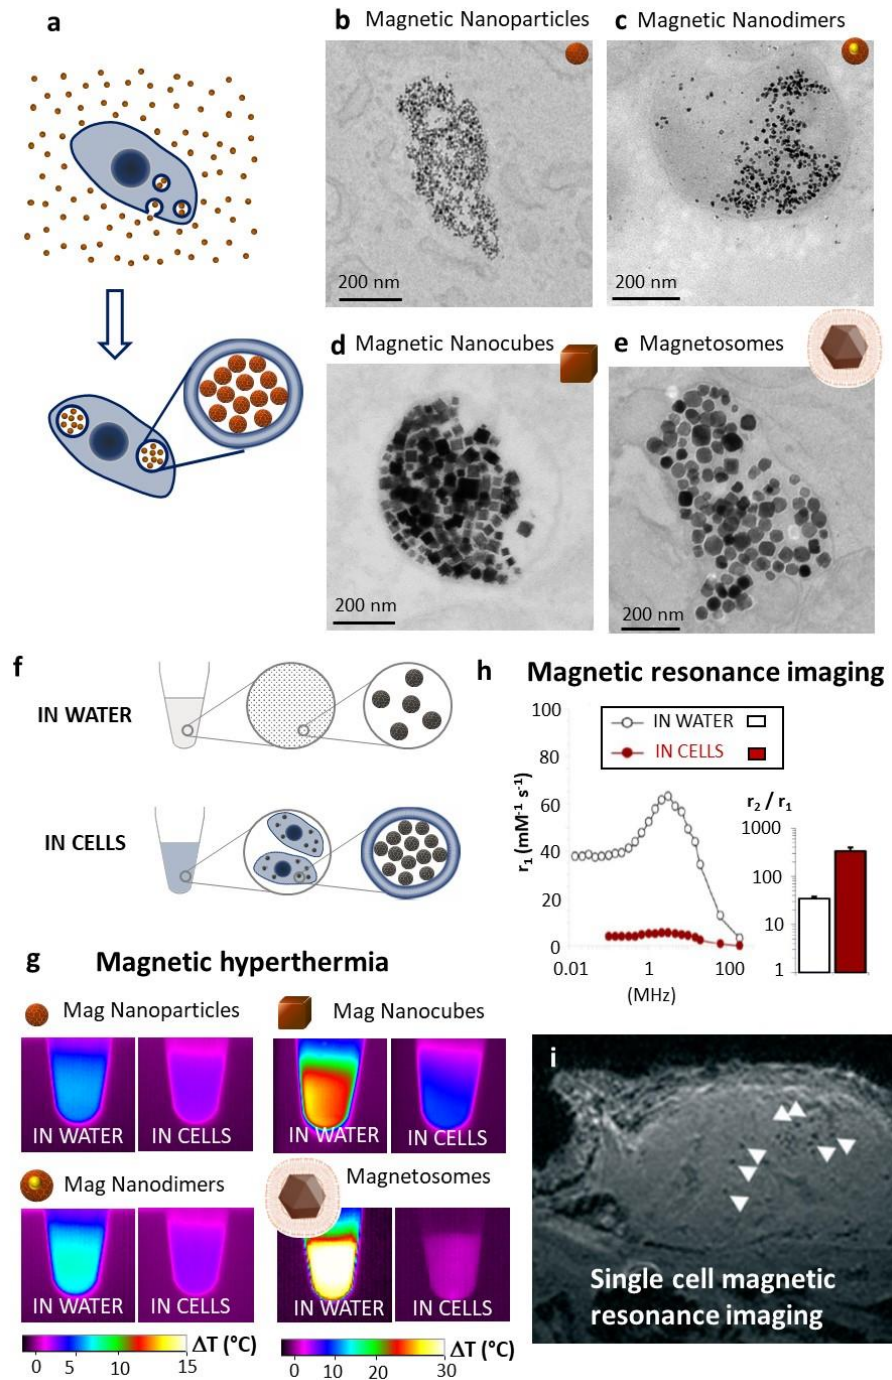 a
b Magnetic Nanoparticles
200 nm
c Magnetic Nanodimers
200 nm
d Magnetic Nanocubes
200 nm
e Magnetosomes
200 nm
f
IN WATER
IN CELLS
g Magnetic hyperthermia
Mag Nanoparticles
IN WATER
IN CELLS
Mag Nanocubes
IN WATER
IN CELLS
Mag Nanodimers
IN WATER
IN CELLS
Magnetosomes
IN WATER
IN CELLS
0 5 10 15 ΔT (°C)
0 10 20 30 ΔT (°C)
h Magnetic resonance imaging
r₁ (mM⁻¹ s⁻¹)
100
80
60
40
20
0
0.01 1 100
(MHz)
IN WATER
IN CELLS
r₂ / r₁
1000
100
10
1
i
Single cell magnetic
resonance imaging